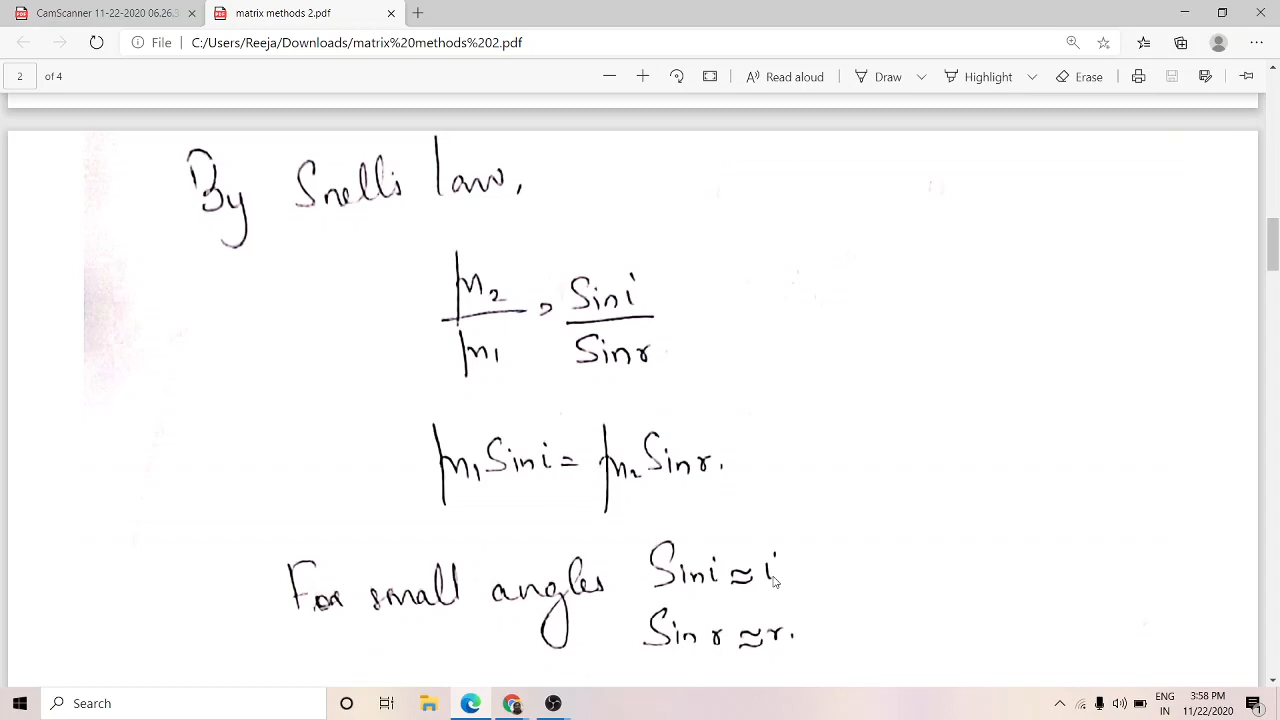 CamScanner 11-22-2020 06.26.3
matrix methods 2.pdf
File C:/Users/Reeja/Downloads/matrix%20methods%202.pdf
2 of 4
Read aloud Draw Highlight Erase
By Snell's law,
μ2/μ1 = Sin i/Sin r
μ1 Sin i = μ2 Sin r.
For small angles Sin i ≈ i
Sin r ≈ r.
Search
ENG 3:58 PM
IN 11/22/2020
1